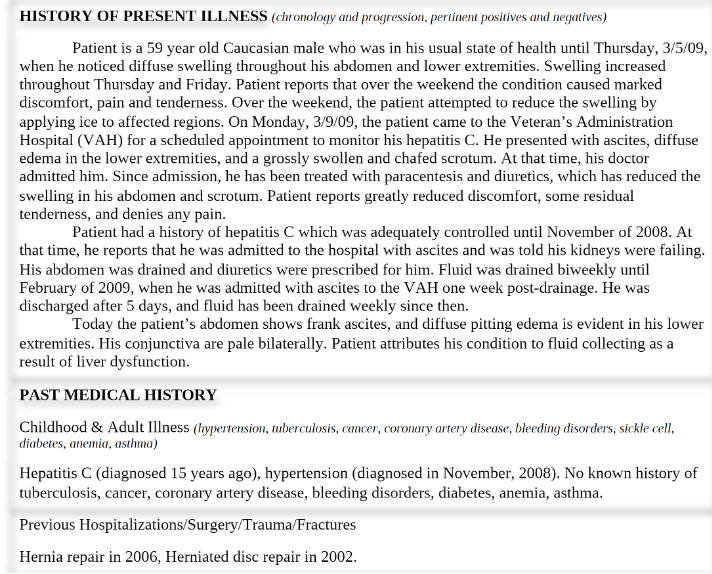 HISTORY OF PRESENT ILLNESS (chronology and progression, pertinent positives and negatives)
Patient is a 59 year old Caucasian male who was in his usual state of health until Thursday, 3/5/09,
when he noticed diffuse swelling throughout his abdomen and lower extremities. Swelling increased
throughout Thursday and Friday. Patient reports that over the weekend the condition caused marked
discomfort, pain and tenderness. Over the weekend, the patient attempted to reduce the swelling by
applying ice to affected regions. On Monday, 3/9/09, the patient came to the Veteran's Administration
Hospital (VAH) for a scheduled appointment to monitor his hepatitis C. He presented with ascites, diffuse
edema in the lower extremities, and a grossly swollen and chafed scrotum. At that time, his doctor
admitted him. Since admission, he has been treated with paracentesis and diuretics, which has reduced the
swelling in his abdomen and scrotum. Patient reports greatly reduced discomfort, some residual
tenderness, and denies any pain.
Patient had a history of hepatitis C which was adequately controlled until November of 2008. At
that time, he reports that he was admitted to the hospital with ascites and was told his kidneys were failing.
His abdomen was drained and diuretics were prescribed for him. Fluid was drained biweekly until
February of 2009, when he was admitted with ascites to the VAH one week post-drainage. He was
discharged after 5 days, and fluid has been drained weekly since then.
Today the patient's abdomen shows frank ascites, and diffuse pitting edema is evident in his lower
extremities. His conjunctiva are pale bilaterally. Patient attributes his condition to fluid collecting as a
result of liver dysfunction.
PAST MEDICAL HISTORY
Childhood & Adult Illness (hypertension, tuberculosis, cancer, coronary artery disease, bleeding disorders, sickle cell,
diabetes, anemia, asthma)
Hepatitis C (diagnosed 15 years ago), hypertension (diagnosed in November, 2008). No known history of
tuberculosis, cancer, coronary artery disease, bleeding disorders, diabetes, anemia, asthma.
Previous Hospitalizations/Surgery/Trauma/Fractures
Hernia repair in 2006, Herniated disc repair in 2002.